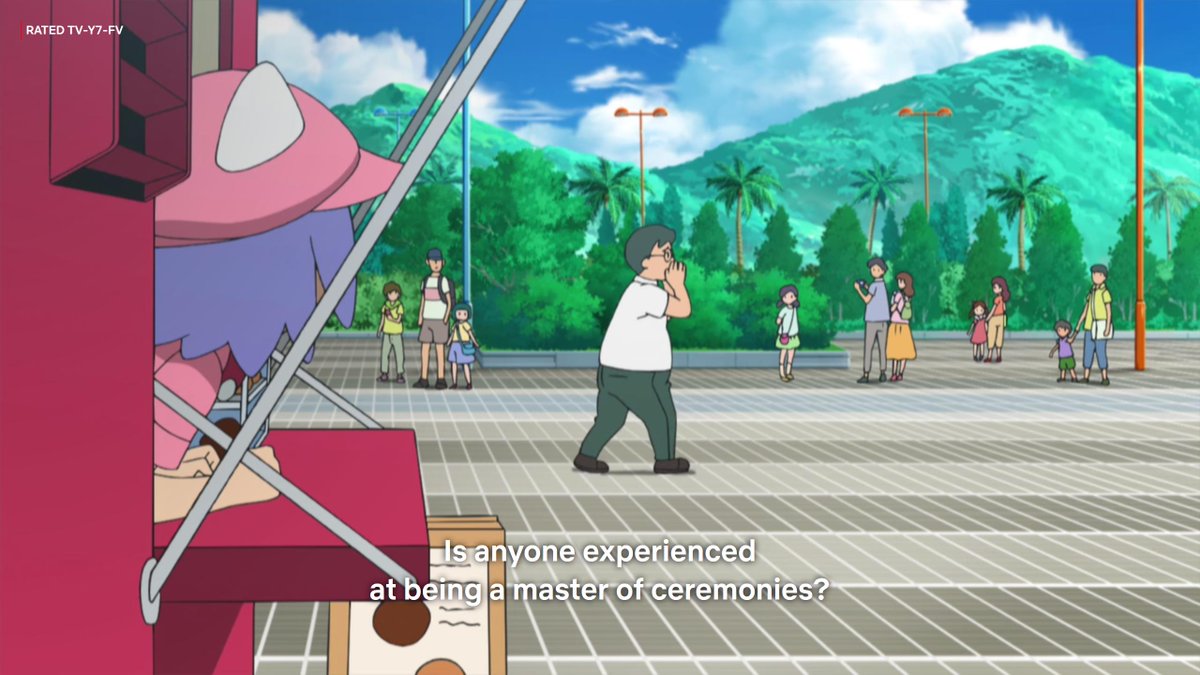 RATED TV-Y7-FV
Is anyone experienced
at being a master of ceremonies?